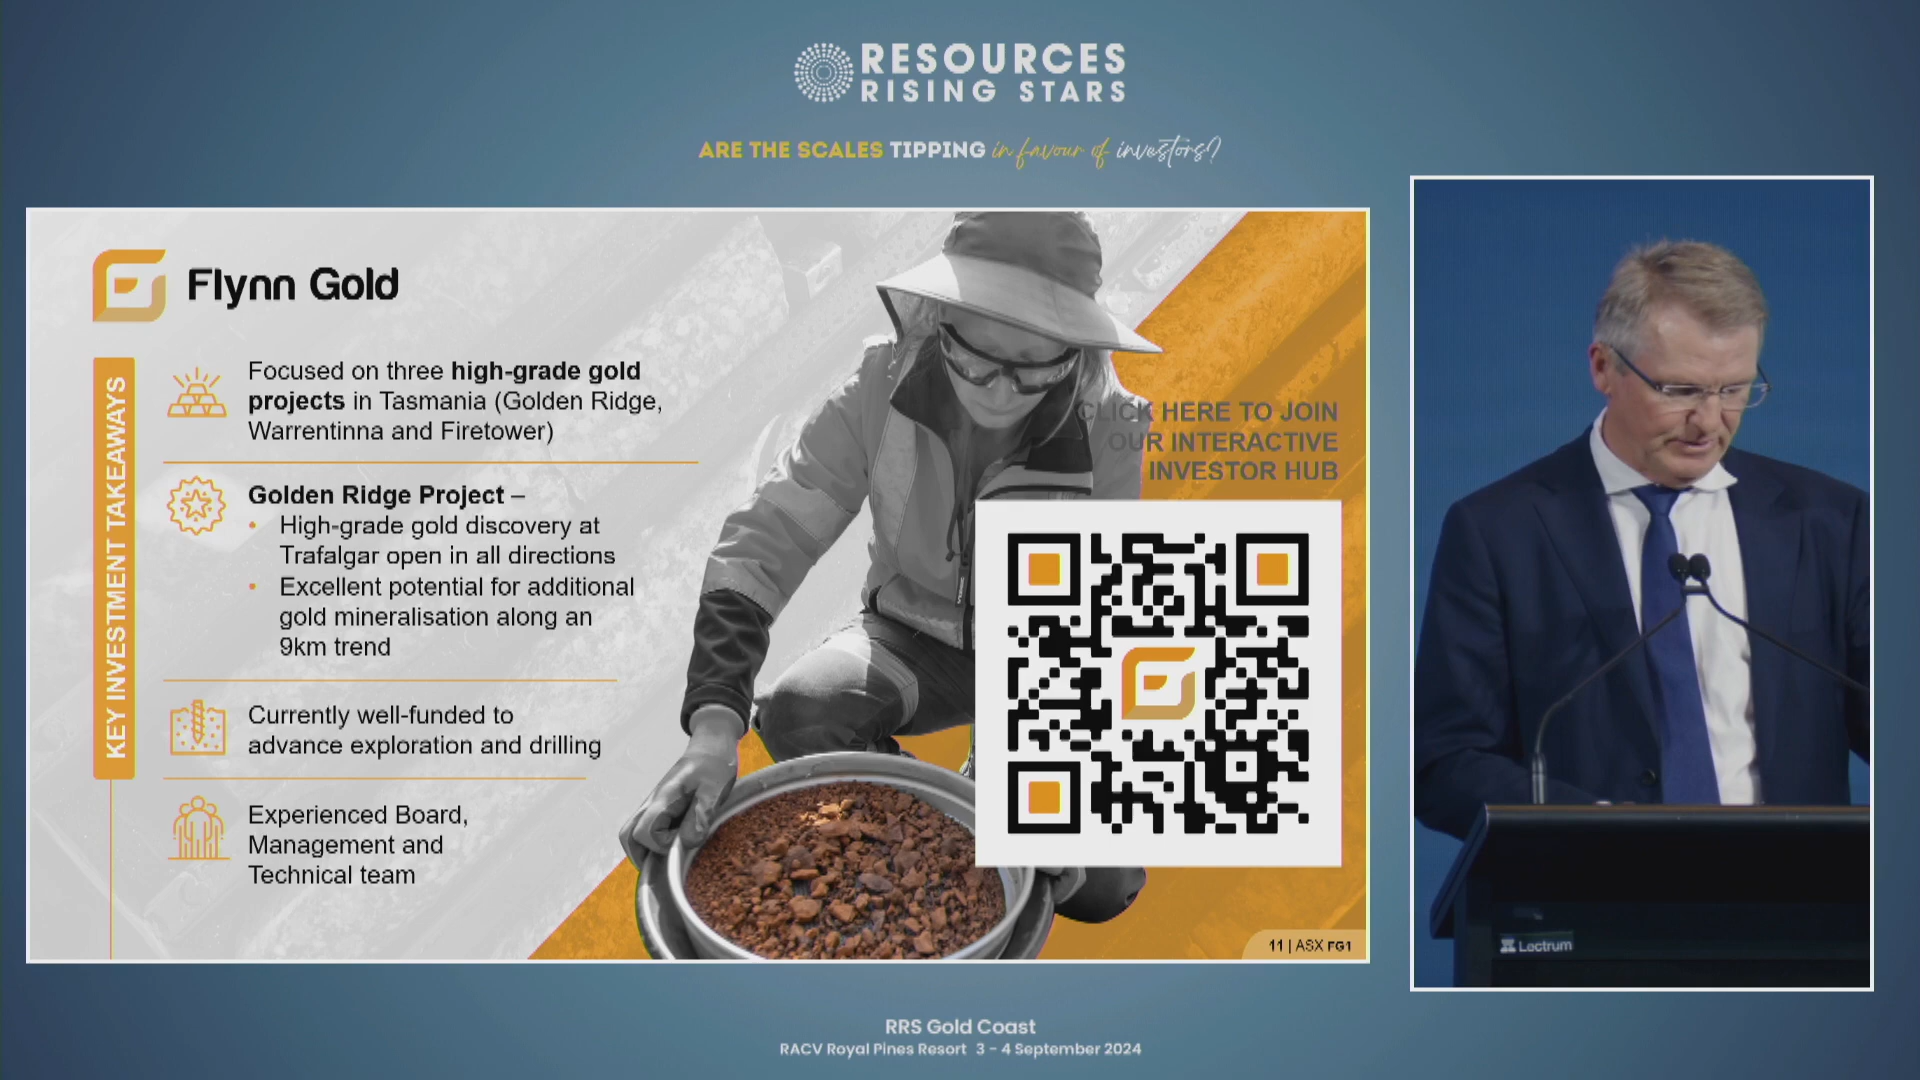 RESOURCES
RISING STARS
ARE THE SCALES TIPPING in favour of investors?
Flynn Gold
KEY INVESTMENT TAKEAWAYS
Focused on three high-grade gold
projects in Tasmania (Golden Ridge,
Warrentinna and Firetower)
Golden Ridge Project –
• High-grade gold discovery at
Trafalgar open in all directions
• Excellent potential for additional
gold mineralisation along an
9km trend
Currently well-funded to
advance exploration and drilling
Experienced Board,
Management and
Technical team
CLICK HERE TO JOIN
OUR INTERACTIVE
INVESTOR HUB
11 | ASX FG1
Lectrum
RRS Gold Coast
RACV Royal Pines Resort 3 - 4 September 2024